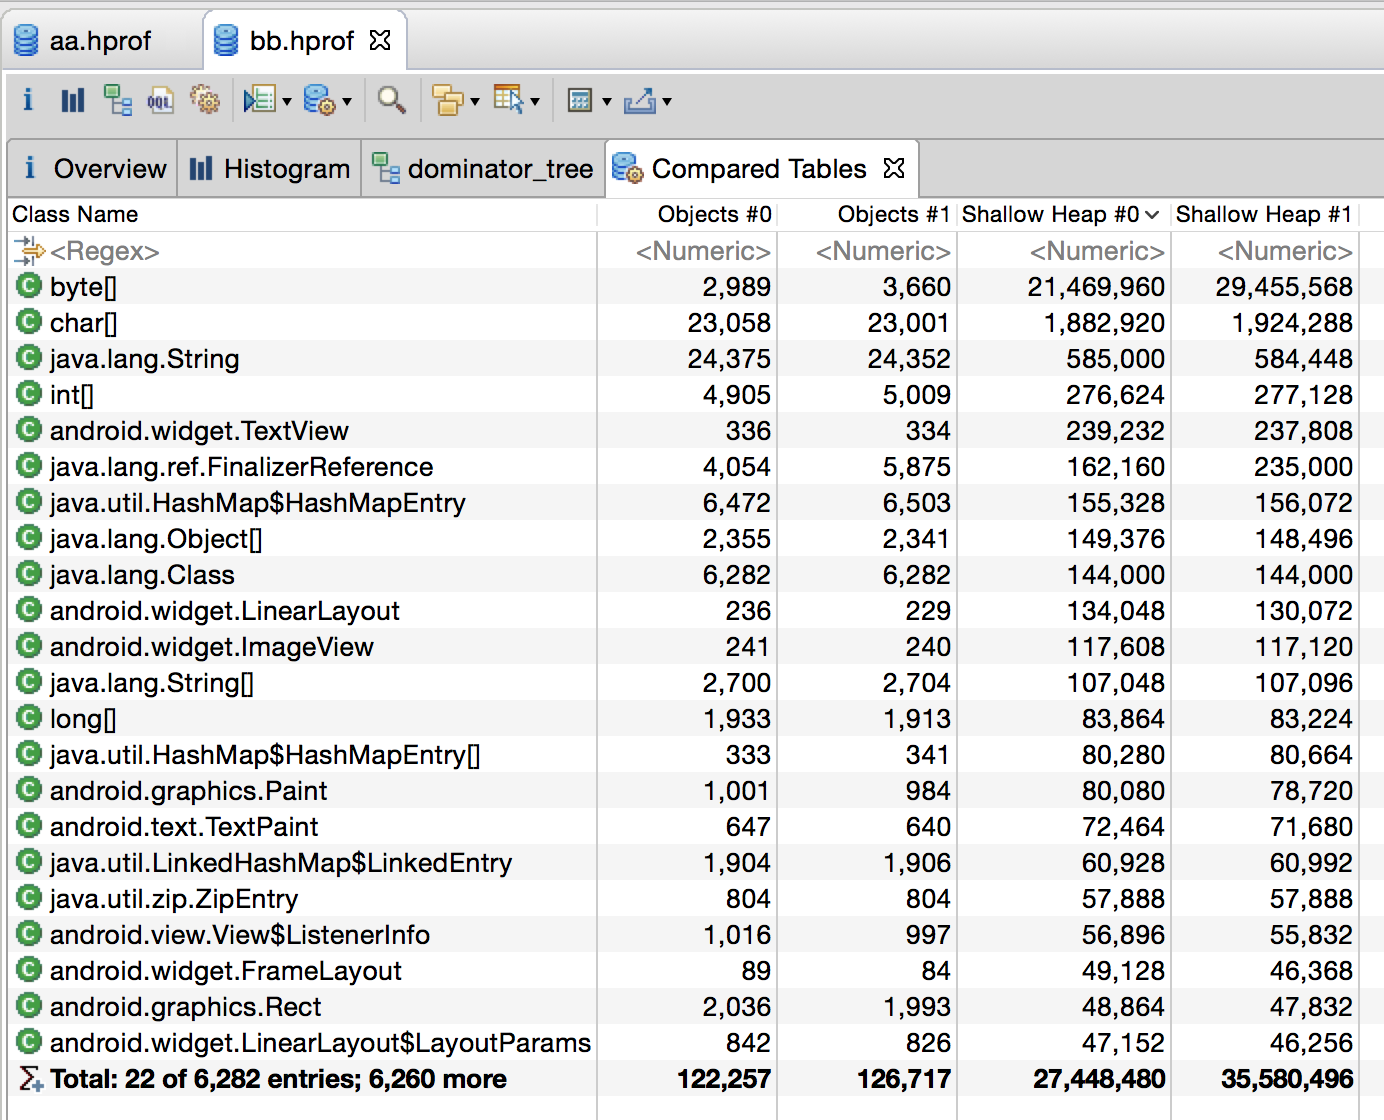 aa.hprof bb.hprof
i OQL
i Overview Histogram dominator_tree Compared Tables
Class Name Objects #0 Objects #1 Shallow Heap #0 Shallow Heap #1
<Regex> <Numeric> <Numeric> <Numeric> <Numeric>
C byte[] 2,989 3,660 21,469,960 29,455,568
C char[] 23,058 23,001 1,882,920 1,924,288
C java.lang.String 24,375 24,352 585,000 584,448
C int[] 4,905 5,009 276,624 277,128
C android.widget.TextView 336 334 239,232 237,808
C java.lang.ref.FinalizerReference 4,054 5,875 162,160 235,000
C java.util.HashMap$HashMapEntry 6,472 6,503 155,328 156,072
C java.lang.Object[] 2,355 2,341 149,376 148,496
C java.lang.Class 6,282 6,282 144,000 144,000
C android.widget.LinearLayout 236 229 134,048 130,072
C android.widget.ImageView 241 240 117,608 117,120
C java.lang.String[] 2,700 2,704 107,048 107,096
C long[] 1,933 1,913 83,864 83,224
C java.util.HashMap$HashMapEntry[] 333 341 80,280 80,664
C android.graphics.Paint 1,001 984 80,080 78,720
C android.text.TextPaint 647 640 72,464 71,680
C java.util.LinkedHashMap$LinkedEntry 1,904 1,906 60,928 60,992
C java.util.zip.ZipEntry 804 804 57,888 57,888
C android.view.View$ListenerInfo 1,016 997 56,896 55,832
C android.widget.FrameLayout 89 84 49,128 46,368
C android.graphics.Rect 2,036 1,993 48,864 47,832
C android.widget.LinearLayout$LayoutParams 842 826 47,152 46,256
Total: 22 of 6,282 entries; 6,260 more 122,257 126,717 27,448,480 35,580,496